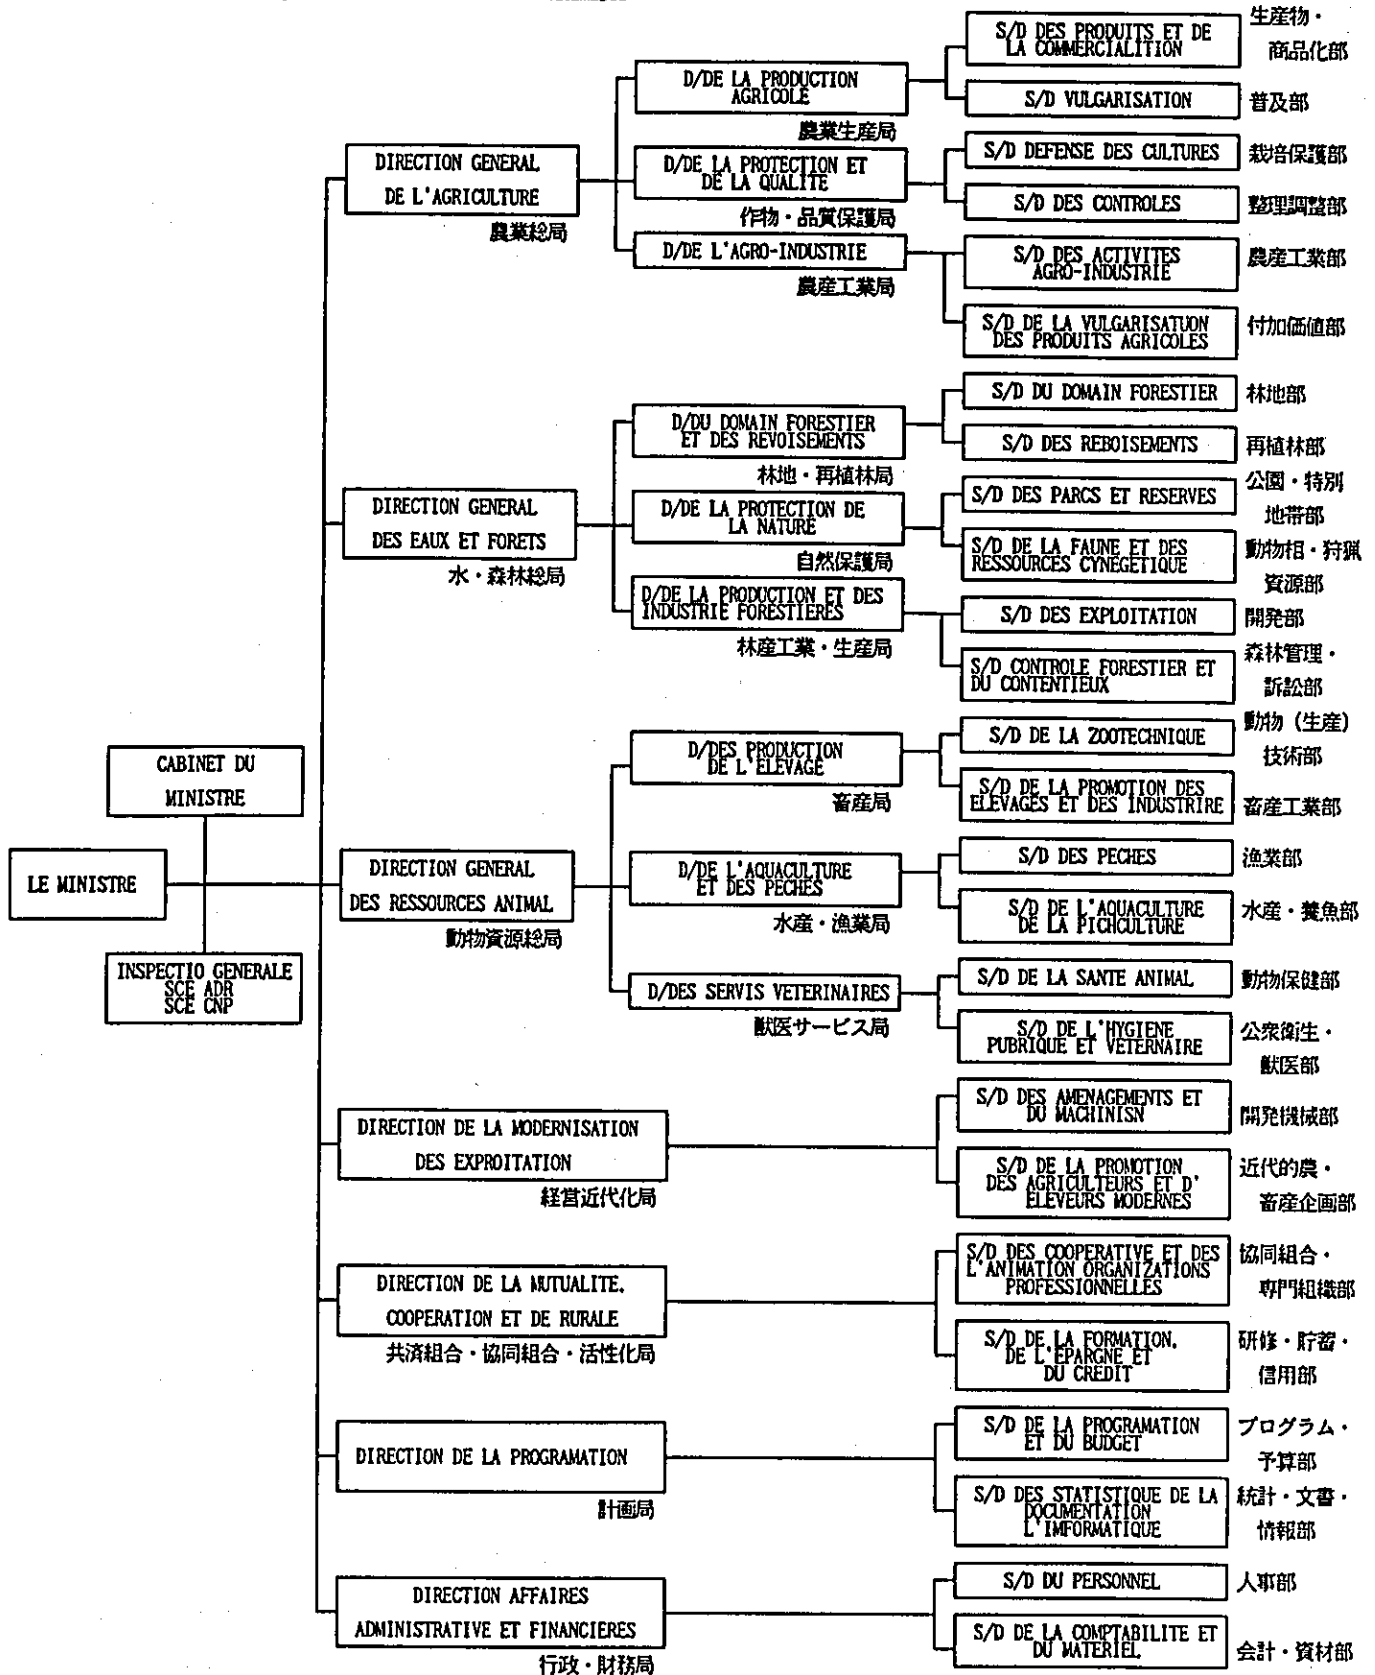 LE MINISTRE
CABINET DU
MINISTRE
INSPECTIO GENERALE
SCE ADR
SCE CNP
DIRECTION GENERAL
DE L'AGRICULTURE
農業総局
D/DE LA PRODUCTION
AGRICOLE
農業生産局
S/D DES PRODUITS ET DE
LA COMMERCIALITION
生産物・
商品化部
S/D VULGARISATION
普及部
D/DE LA PROTECTION ET
DE LA QUALITE
作物・品質保護局
S/D DEFENSE DES CULTURES
栽培保護部
S/D DES CONTROLES
整理調整部
D/DE L'AGRO-INDUSTRIE
農産工業局
S/D DES ACTIVITES
AGRO-INDUSTRIE
農産工業部
S/D DE LA VULGARISATUON
DES PRODUITS AGRICOLES
付加価値部
DIRECTION GENERAL
DES EAUX ET FORETS
水・森林総局
D/DU DOMAIN FORESTIER
ET DES REVOISEMENTS
林地・再植林局
S/D DU DOMAIN FORESTIER
林地部
S/D DES REBOISEMENTS
再植林部
D/DE LA PROTECTION DE
LA NATURE
自然保護局
S/D DES PARCS ET RESERVES
公園・特別
地帯部
S/D DE LA FAUNE ET DES
RESSOURCES CYNEGETIQUE
動物相・狩猟
資源部
D/DE LA PRODUCTION ET DES
INDUSTRIE FORESTIERES
林産工業・生産局
S/D DES EXPLOITATION
開発部
S/D CONTROLE FORESTIER ET
DU CONTENTIEUX
森林管理・
訴訟部
DIRECTION GENERAL
DES RESSOURCES ANIMAL
動物資源総局
D/DES PRODUCTION
DE L'ELEVAGE
畜産局
S/D DE LA ZOOTECHNIQUE
動物（生産）
技術部
S/D DE LA PROMOTION DES
ELEVAGES ET DES INDUSTRIRE
畜産工業部
D/DE L'AQUACULTURE
ET DES PECHES
水産・漁業局
S/D DES PECHES
漁業部
S/D DE L'AQUACULTURE
DE LA PICHCULTURE
水産・養魚部
D/DES SERVIS VETERINAIRES
獣医サービス局
S/D DE LA SANTE ANIMAL
動物保健部
S/D DE L'HYGIENE
PUBRIQUE ET VETERNAIRE
公衆衛生・
獣医部
DIRECTION DE LA MODERNISATION
DES EXPROITATION
経営近代化局
S/D DES AMENAGEMENTS ET
DU MACHINISN
開発機械部
S/D DE LA PROMOTION
DES AGRICULTEURS ET D'
ELEVEURS MODERNES
近代的農・
畜産企画部
DIRECTION DE LA MUTUALITE.
COOPERATION ET DE RURALE
共済組合・協同組合・活性化局
S/D DES COOPERATIVE ET DES
L'ANIMATION ORGANIZATIONS
PROFESSIONNELLES
協同組合・
専門組織部
S/D DE LA FORMATION.
DE L'EPARGNE ET
DU CREDIT
研修・貯蓄・
信用部
DIRECTION DE LA PROGRAMATION
計画局
S/D DE LA PROGRAMATION
ET DU BUDGET
プログラム・
予算部
S/D DES STATISTIQUE DE LA
DOCUMENTATION
L'IMFORMATIQUE
統計・文書・
情報部
DIRECTION AFFAIRES
ADMINISTRATIVE ET FINANCIERES
行政・財務局
S/D DU PERSONNEL
人事部
S/D DE LA COMPTABILITE ET
DU MATERIEL
会計・資材部